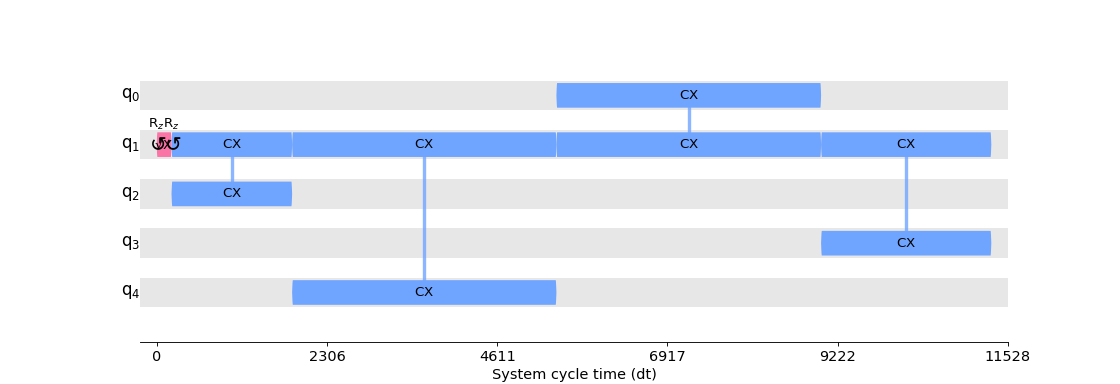 q0 CX
RzRz
q1 CX CX CX CX
q2 CX
q3 CX
q4 CX
0 2306 4611 6917 9222 11528
System cycle time (dt)